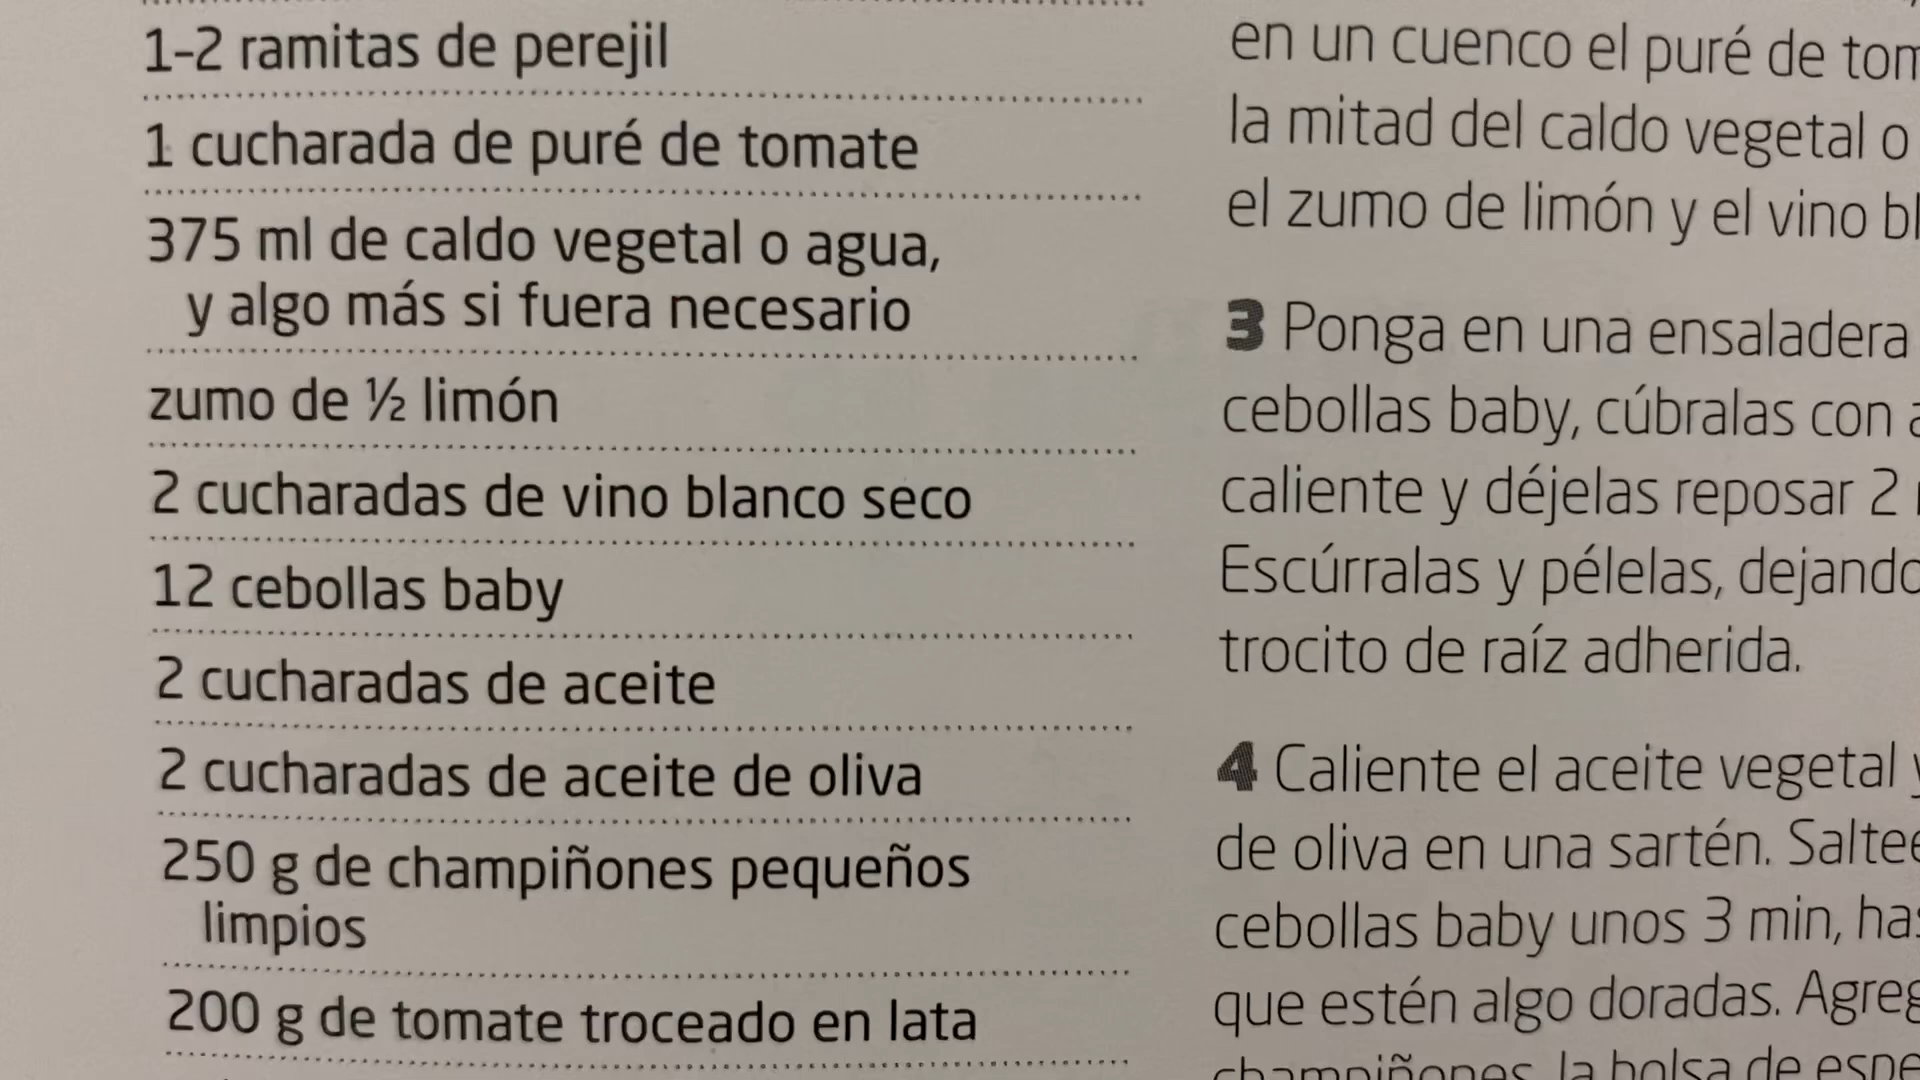 1-2 ramitas de perejil
1 cucharada de puré de tomate
375 ml de caldo vegetal o agua,
y algo más si fuera necesario
zumo de ½ limón
2 cucharadas de vino blanco seco
12 cebollas baby
2 cucharadas de aceite
2 cucharadas de aceite de oliva
250 g de champiñones pequeños
limpios
200 g de tomate troceado en lata
en un cuenco el puré de
la mitad del caldo vegetal o
el zumo de limón y el vino
3 Ponga en una ensaladera
cebollas baby, cúbralas con
caliente y déjelas reposar 2
Escúrralas y pélelas,
trocito de raíz adherida.
4 Caliente el aceite vegetal
de oliva en una sartén.
cebollas baby unos 3 min,
que estén algo doradas.
champiñones, la bolsa de